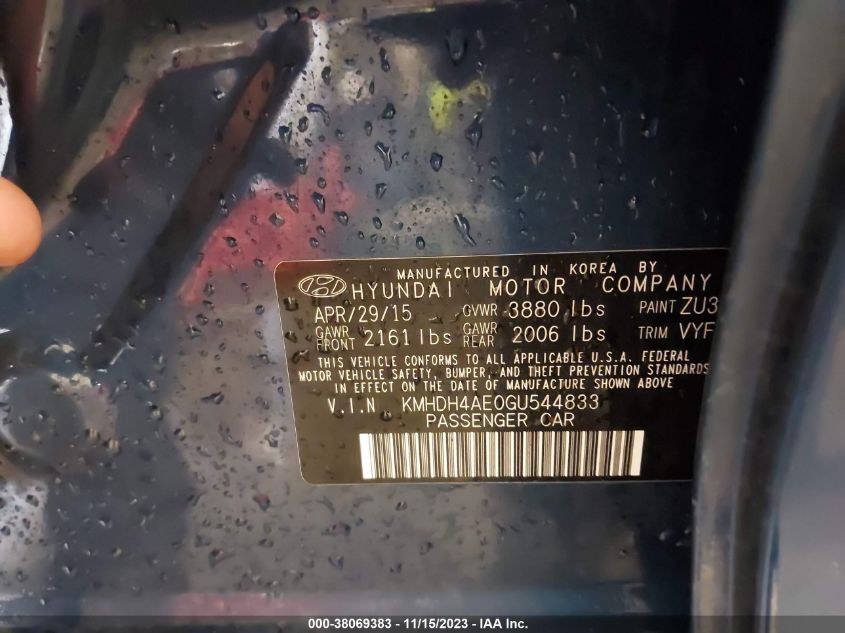 MANUFACTURED IN KOREA BY
HYUNDAI MOTOR COMPANY
APR/29/15 GVWR 3880 lbs PAINT ZU3
GAWR FRONT 2161 lbs GAWR REAR 2006 lbs TRIM VYF
THIS VEHICLE CONFORMS TO ALL APPLICABLE U.S.A. FEDERAL
MOTOR VEHICLE SAFETY, BUMPER, AND THEFT PREVENTION STANDARDS
IN EFFECT ON THE DATE OF MANUFACTURE SHOWN ABOVE
V.I.N KMHDH4AE0GU544833
PASSENGER CAR
000-38069383 - 11/15/2023 - IAA Inc.